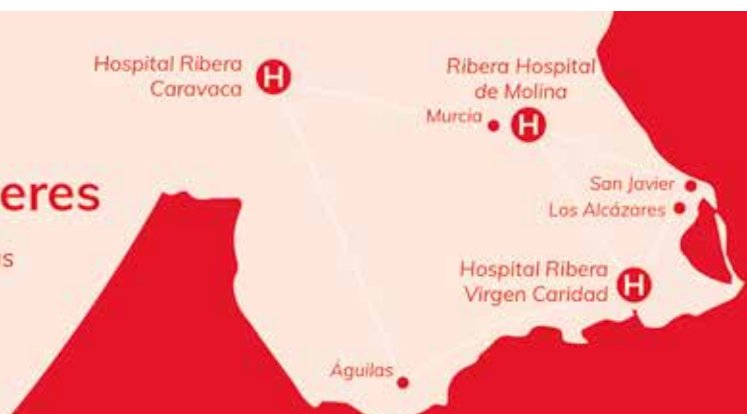 Hospital Ribera
Caravaca
H
Ribera Hospital
de Molina
Murcia
H
San Javier
Los Alcázares
eres
s
Hospital Ribera
Virgen Caridad
H
Águilas